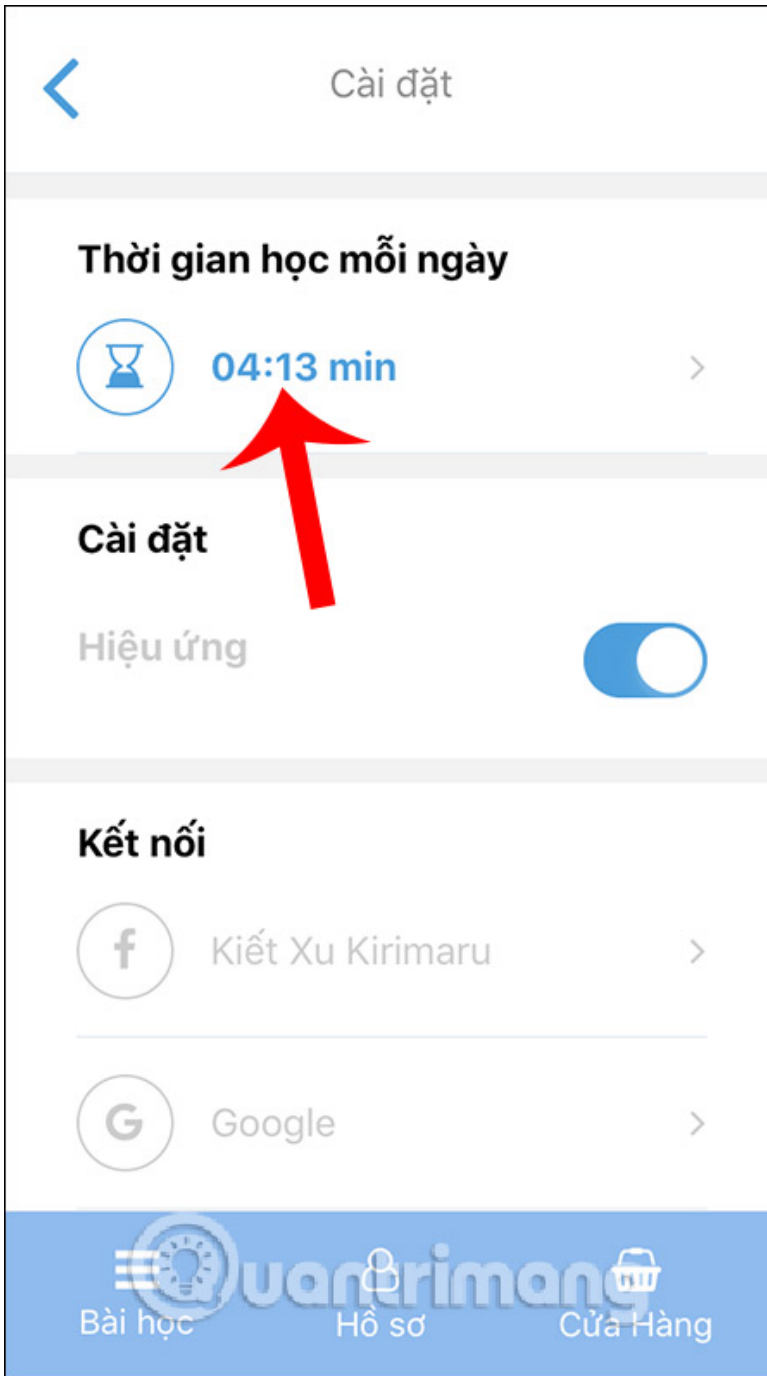 Cài đặt
Thời gian học mỗi ngày
04:13 min
Cài đặt
Hiệu ứng
Kết nối
f Kiết Xu Kirimaru
G Google
Quantrimang
Bài học Hồ sơ Cửa Hàng